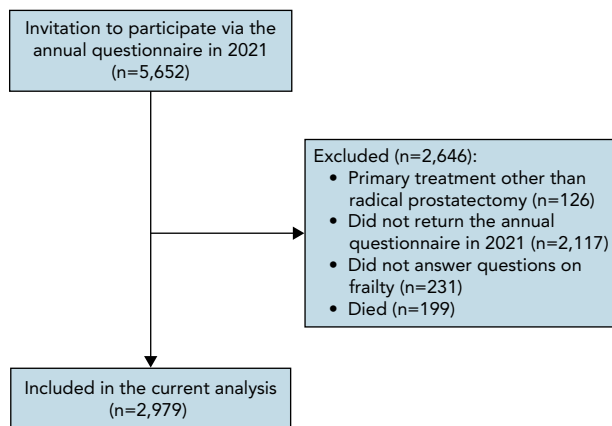 Invitation to participate via the
annual questionnaire in 2021
(n=5,652)
Excluded (n=2,646):
• Primary treatment other than
radical prostatectomy (n=126)
• Did not return the annual
questionnaire in 2021 (n=2,117)
• Did not answer questions on
frailty (n=231)
• Died (n=199)
Included in the current analysis
(n=2,979)